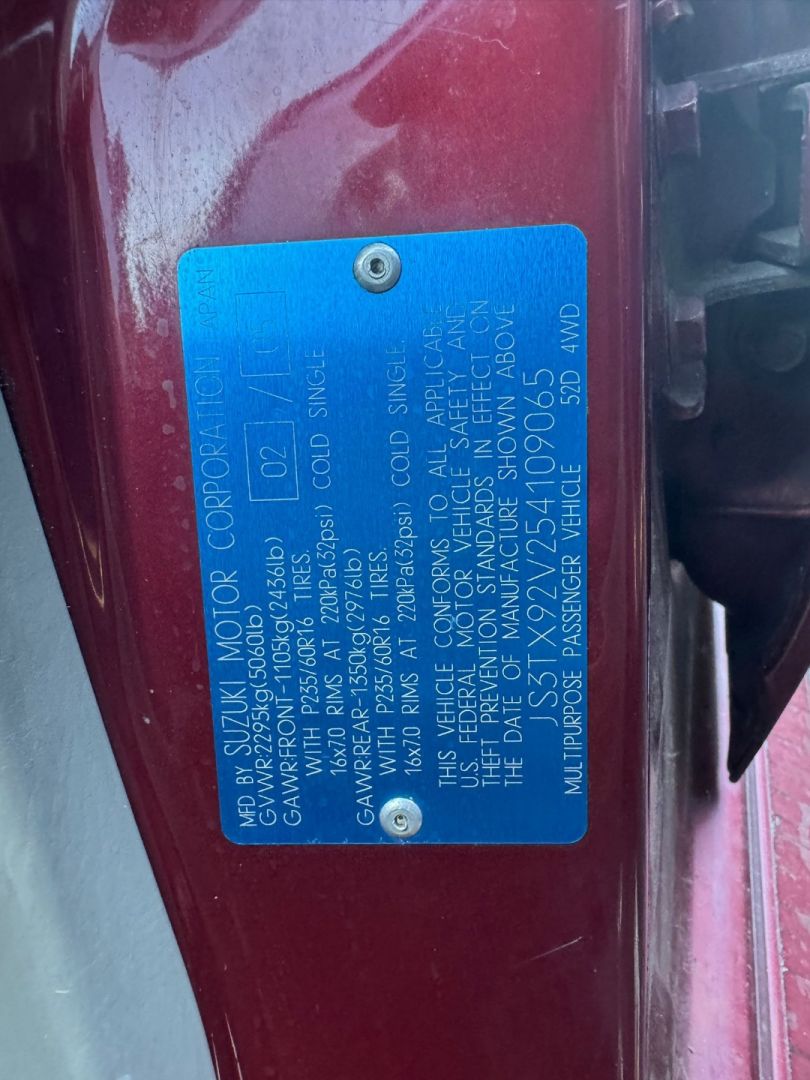 MFD BY SUZUKI MOTOR CORPORATION JAPAN
GVWR:2295kg(5060lb) 02 / 05
GAWR:FRONT-1105kg(2436lb)
WITH P235/60R16 TIRES.
16x7.0 RIMS AT 220kPa(32psi) COLD SINGLE
GAWR:REAR-1350kg(2976lb)
WITH P235/60R16 TIRES.
16x7.0 RIMS AT 220kPa(32psi) COLD SINGLE.
THIS VEHICLE CONFORMS TO ALL APPLICABLE
U.S. FEDERAL MOTOR VEHICLE SAFETY AND
THEFT PREVENTION STANDARDS IN EFFECT ON
THE DATE OF MANUFACTURE SHOWN ABOVE
JS3TX92V254109065
MULTIPURPOSE PASSENGER VEHICLE 52D 4WD